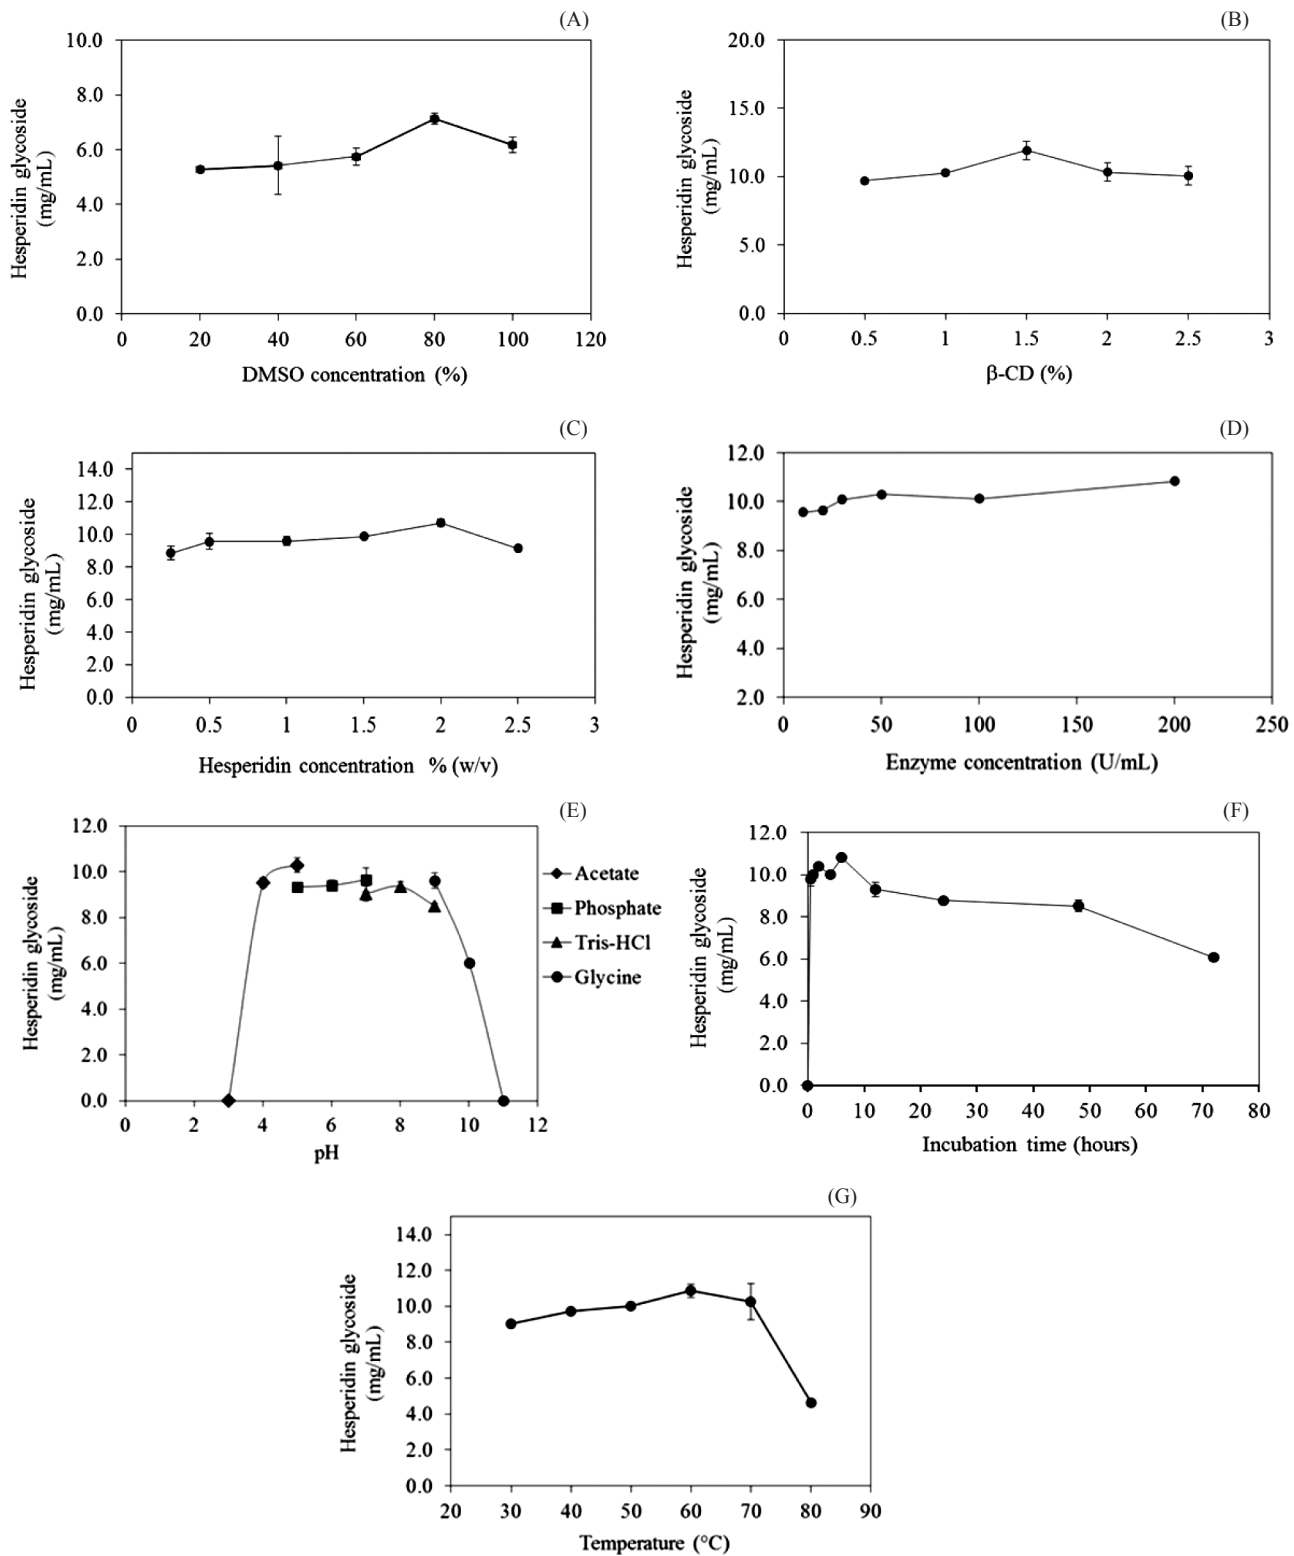 (A)
10.0
8.0
6.0
4.0
2.0
0.0
0 20 40 60 80 100 120
Hesperidin glycoside
(mg/mL)
DMSO concentration (%)
(B)
20.0
15.0
10.0
5.0
0.0
0 0.5 1 1.5 2 2.5 3
Hesperidin glycoside
(mg/mL)
β-CD (%)
(C)
14.0
12.0
10.0
8.0
6.0
4.0
2.0
0.0
0 0.5 1 1.5 2 2.5 3
Hesperidin glycoside
(mg/mL)
Hesperidin concentration % (w/v)
(D)
12.0
10.0
8.0
6.0
4.0
2.0
0 50 100 150 200 250
Hesperidin glycoside
(mg/mL)
Enzyme concentration (U/mL)
(E)
12.0
10.0
8.0
6.0
4.0
2.0
0.0
0 2 4 6 8 10 12
Hesperidin glycoside
(mg/mL)
pH
Acetate
Phosphate
Tris-HCl
Glycine
(F)
12.0
10.0
8.0
6.0
4.0
2.0
0.0
0 10 20 30 40 50 60 70 80
Hesperidin glycoside
(mg/mL)
Incubation time (hours)
(G)
14.0
12.0
10.0
8.0
6.0
4.0
2.0
0.0
20 30 40 50 60 70 80 90
Hesperidin glycoside
(mg/mL)
Temperature (°C)